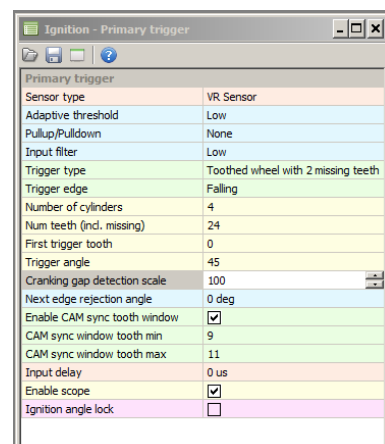 Ignition - Primary trigger
Primary trigger
Sensor type VR Sensor
Adaptive threshold Low
Pullup/Pulldown None
Input filter Low
Trigger type Toothed wheel with 2 missing teeth
Trigger edge Falling
Number of cylinders 4
Num teeth (incl. missing) 24
First trigger tooth 0
Trigger angle 45
Cranking gap detection scale 100
Next edge rejection angle 0 deg
Enable CAM sync tooth window
CAM sync window tooth min 9
CAM sync window tooth max 11
Input delay 0 us
Enable scope
Ignition angle lock